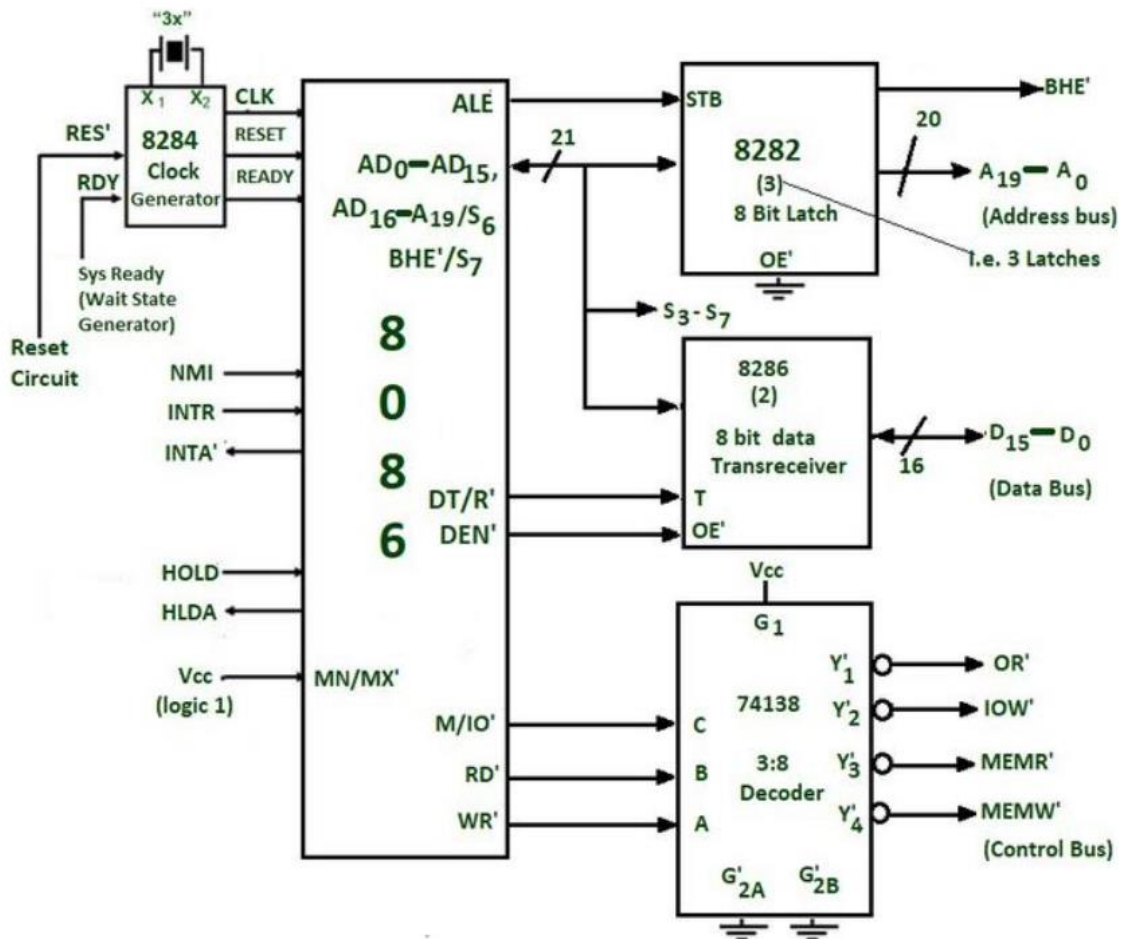 "3x"
X1 X2
8284
Clock
Generator
RES'
RDY
CLK
RESET
READY
Sys Ready
(Wait State
Generator)
Reset
Circuit
NMI
INTR
INTA'
HOLD
HLDA
Vcc
(logic 1)
MN/MX'
ALE
AD0-AD15,
AD16-A19/S6
BHE'/S7
8
0
8
6
DT/R'
DEN'
M/IO'
RD'
WR'
21
STB
8282
(3)
8 Bit Latch
OE'
BHE'
20
A19 - A0
(Address bus)
I.e. 3 Latches
S3 - S7
8286
(2)
8 bit data
Transreceiver
T
OE'
16
D15 - D0
(Data Bus)
Vcc
G1
74138
3:8
Decoder
C
B
A
Y'1
Y'2
Y'3
Y'4
G'2A G'2B
OR'
IOW'
MEMR'
MEMW'
(Control Bus)